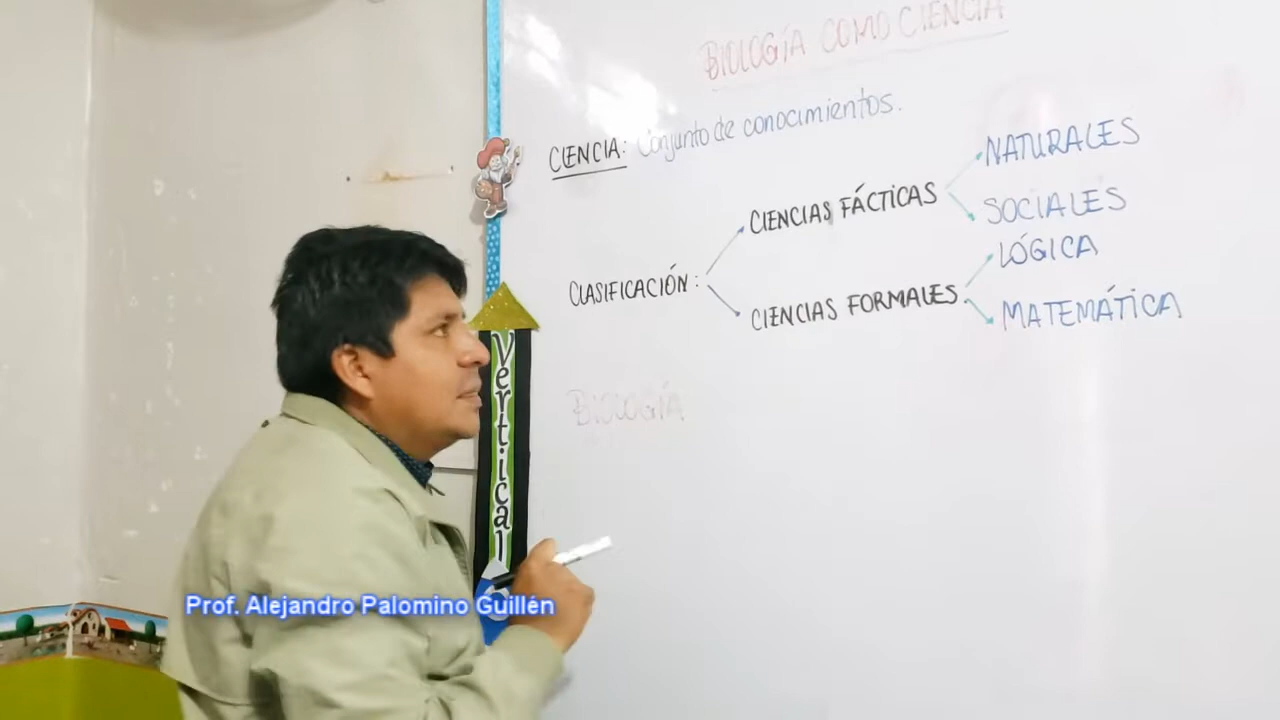 BIOLOGÍA COMO CIENCIA
CIENCIA: Conjunto de conocimientos.
NATURALES
CIENCIAS FÁCTICAS
SOCIALES
LÓGICA
CLASIFICACIÓN:
CIENCIAS FORMALES
MATEMÁTICA
BIOLOGÍA
Vertical
Prof. Alejandro Palomino Guillén